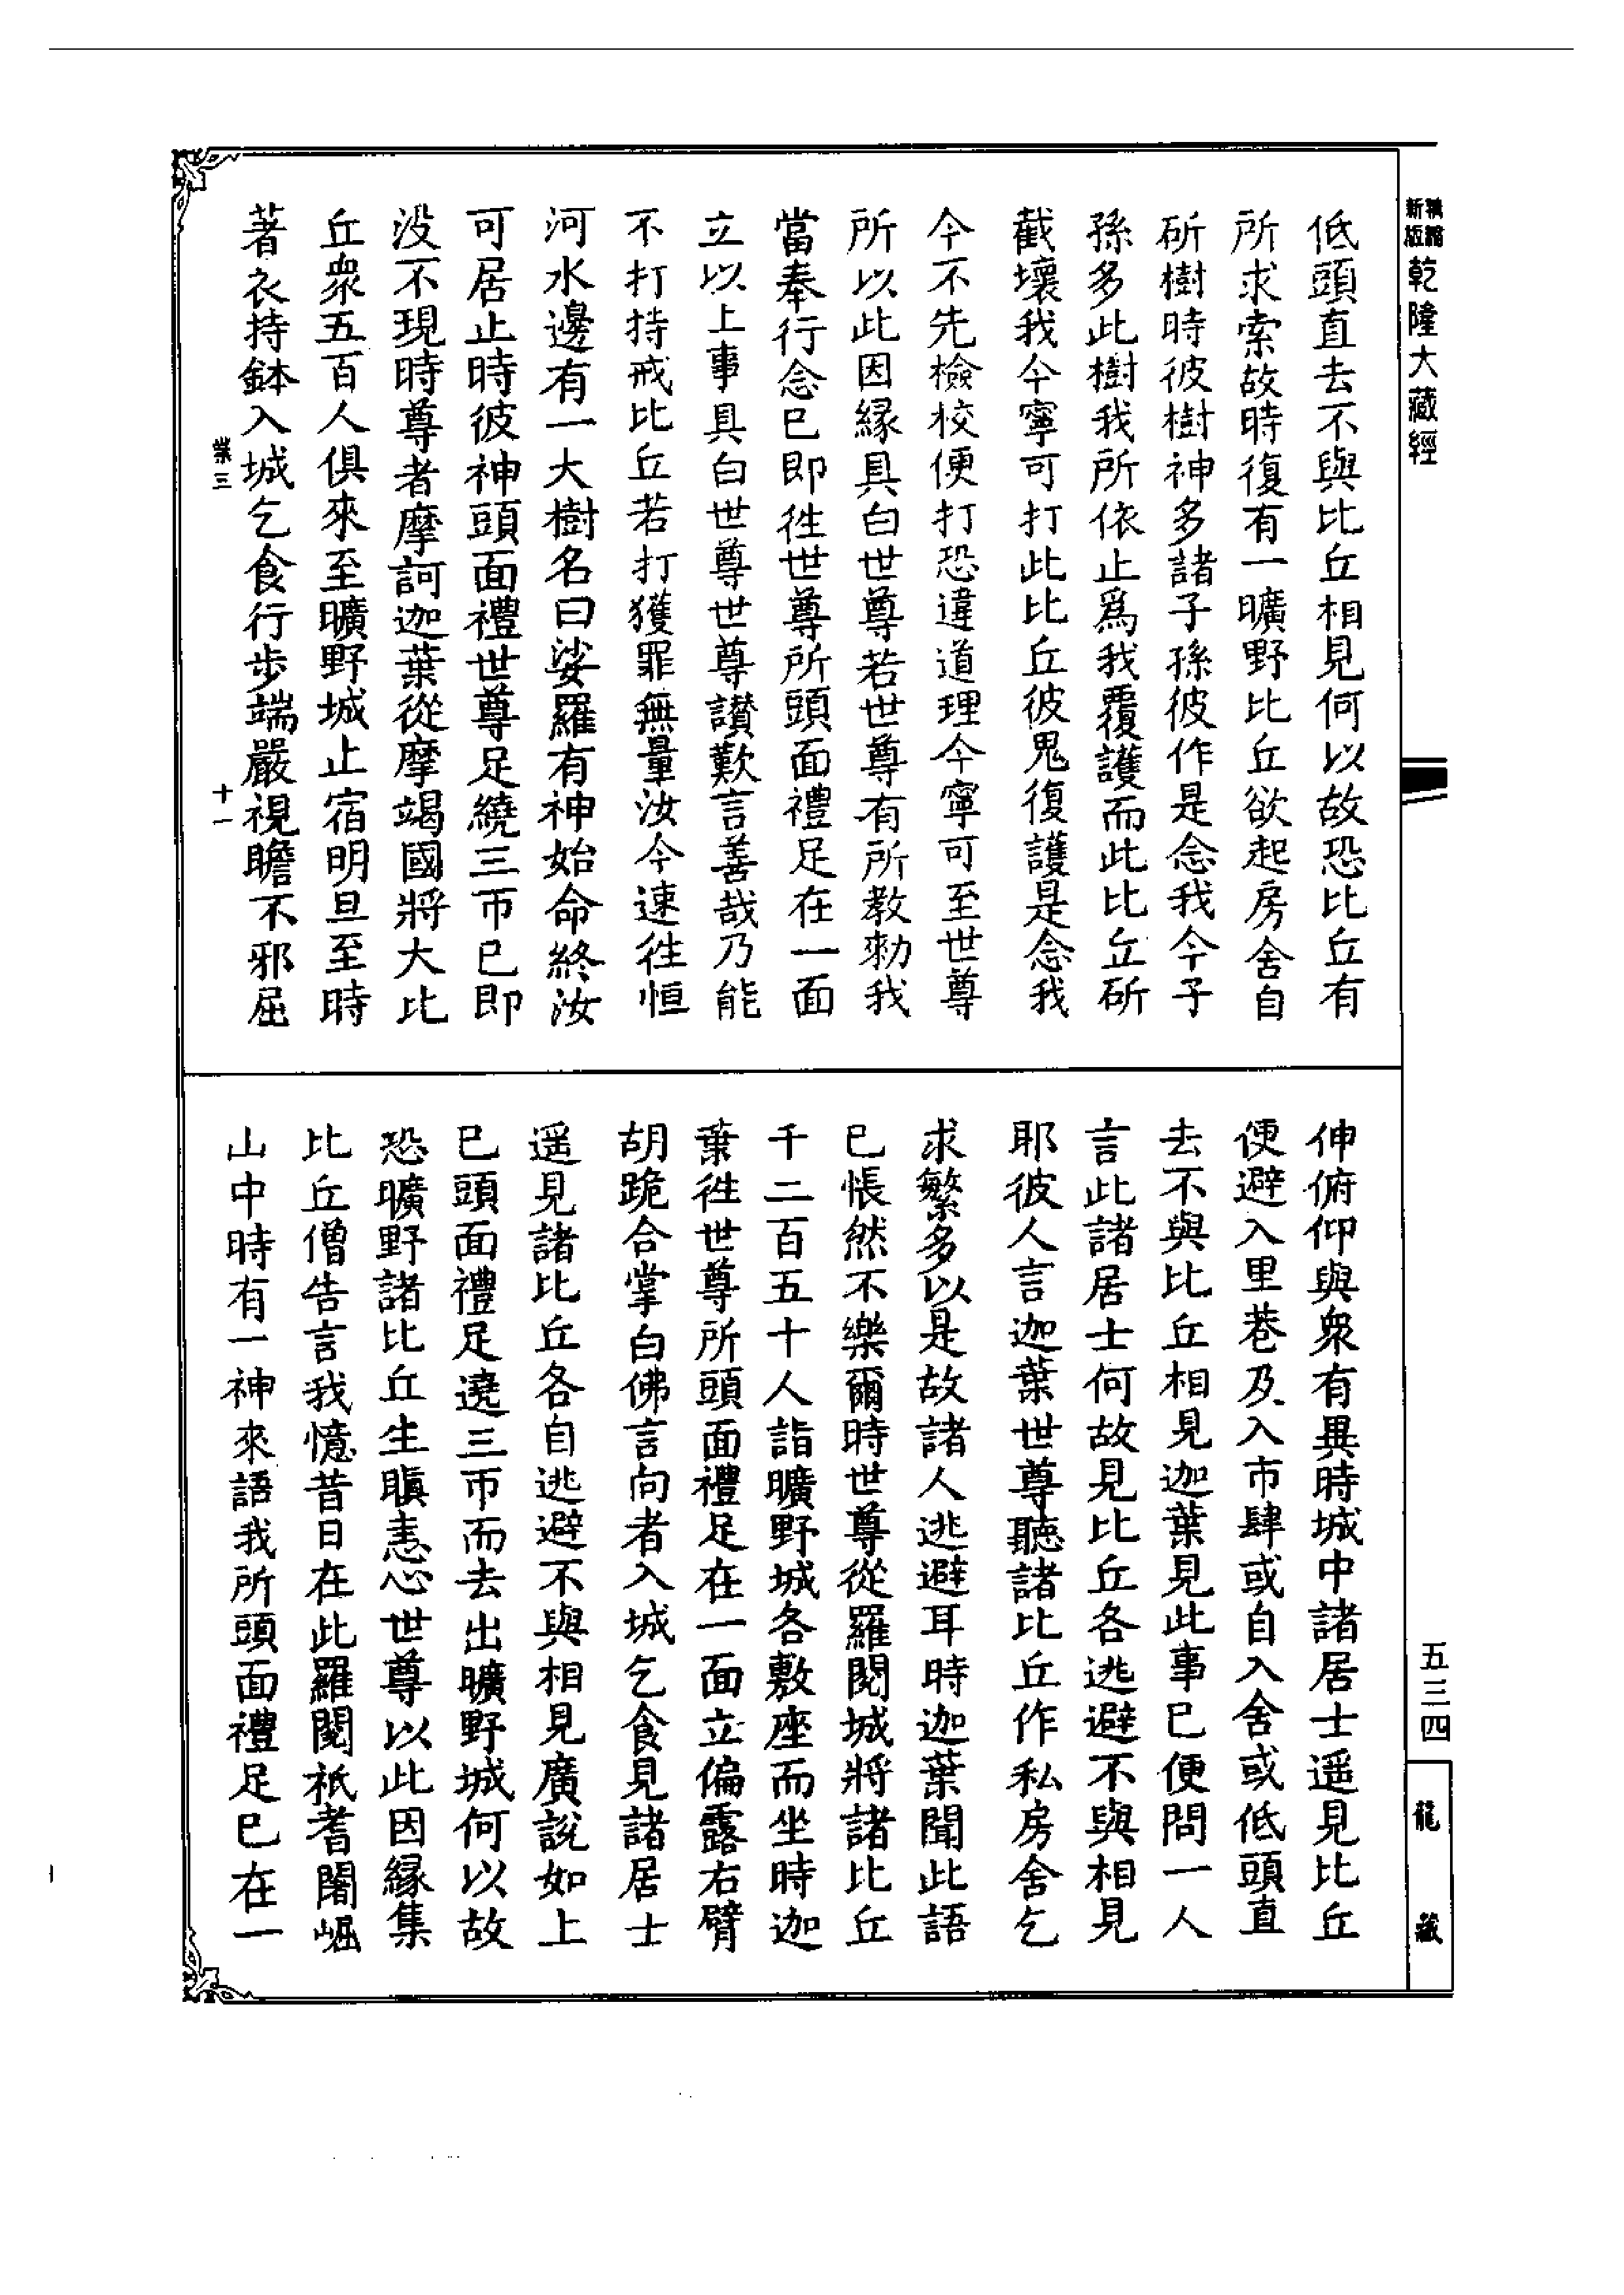 新編縮版乾隆大藏經
低頭直去不與比丘相見何以故恐比丘有
所求索故時復有一曠野比丘欲起房舍自
斫樹時彼樹神多諸子孫彼作是念我今子
孫多此樹我所依止爲我覆護而此比丘斫
截壞我今寧可打此比丘彼鬼復護是念我
今不先檢校便打恐違道理今寧可至世尊
所以此因緣具白世尊若世尊有所教勑我
當奉行念已即徃世尊所頭面禮足在一面
立以上事具白世尊世尊讃歎言善哉乃能
不打持戒比丘若打獲罪無量汝今速徃恒
河水邊有一大樹名曰娑羅有神始命終汝
可居止時彼神頭面禮世尊足繞三帀已即
没不現時尊者摩訶迦葉從摩竭國將大比
丘衆五百人俱來至曠野城止宿明旦至時
著衣持鉢入城乞食行步端嚴視瞻不邪屈
伸俯仰與衆有異時城中諸居士遥見比丘
便避入里巷及入市肆或自入舍或低頭直
去不與比丘相見迦葉見此事已便問一人
言此諸居士何故見比丘各逃避不與相見
耶彼人言迦葉世尊聽諸比丘作私房舍乞
求繁多以是故諸人逃避耳時迦葉聞此語
已悵然不樂爾時世尊從羅閱城將諸比丘
千二百五十人詣曠野城各敷座而坐時迦
葉徃世尊所頭面禮足在一面立偏露右臂
胡跪合掌白佛言向者入城乞食見諸居士
遥見諸比丘各自逃避不與相見廣說如上
已頭面禮足遶三帀而去出曠野城何以故
恐曠野諸比丘生瞋恚心世尊以此因緣集
比丘僧告言我憶昔日在此羅閱祇耆闍崛
山中時有一神來語我所頭面禮足已在一
三
十一
五三四
龍藏